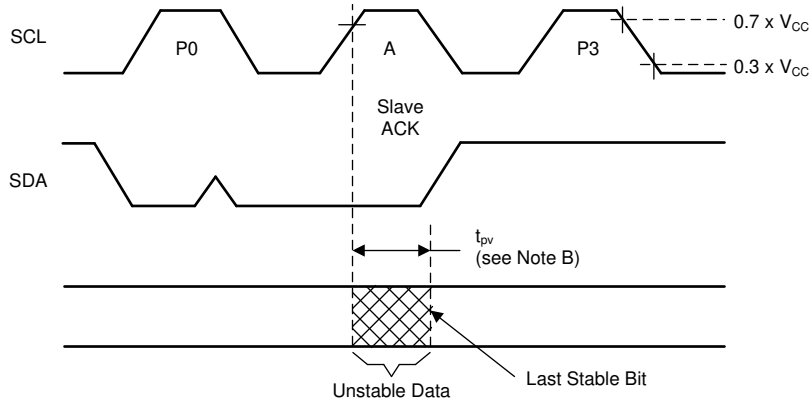 SCL
P0
A
P3
0.7 x VCC
0.3 x VCC
Slave
ACK
SDA
tpv
(see Note B)
Unstable Data
Last Stable Bit